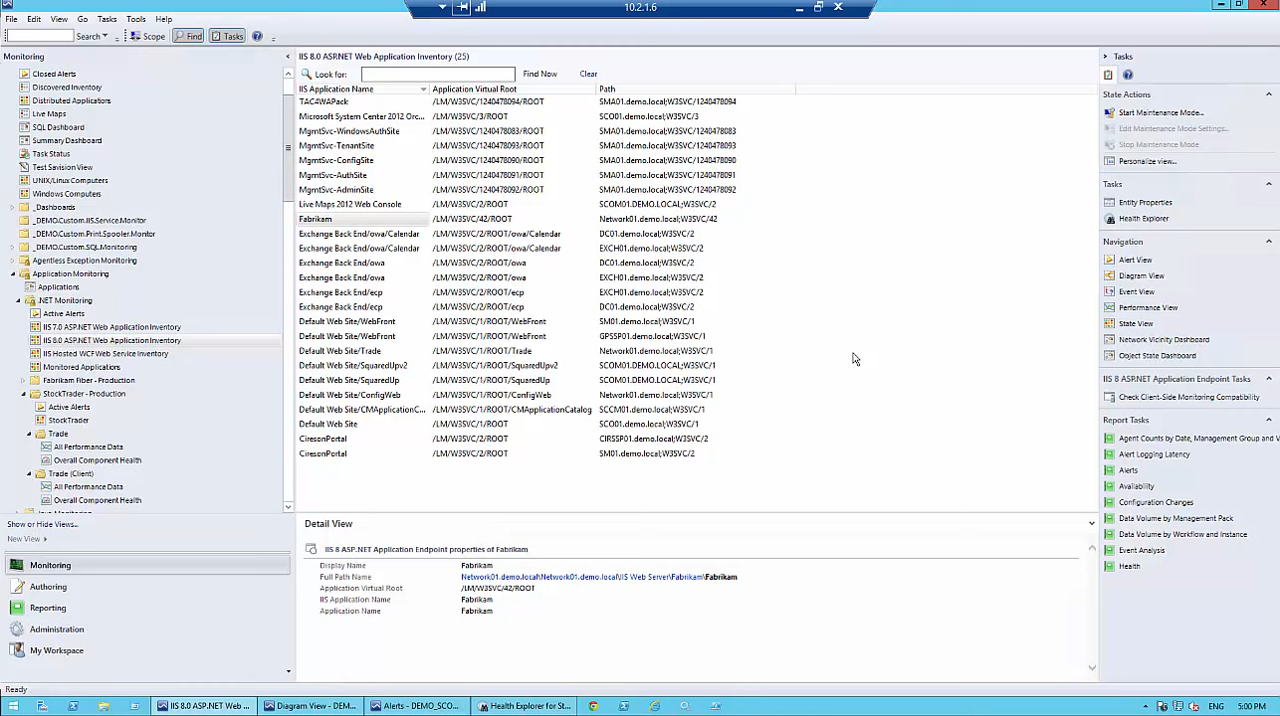 10.2.1.6
File Edit View Go Tasks Tools Help
Search Scope Find Tasks
Monitoring
Closed Alerts
Discovered Inventory
Distributed Applications
Live Maps
SQL Dashboard
Summary Dashboard
Task Status
Test Savision View
UNIX/Linux Computers
Windows Computers
_Dashboards
_DEMO.Custom.IIS.Service.Monitor
_DEMO.Custom.Print.Spooler.Monitor
_DEMO.Custom.SQL.Monitoring
Agentless Exception Monitoring
Application Monitoring
Applications
.NET Monitoring
Active Alerts
IIS 7.0 ASP.NET Web Application Inventory
IIS 8.0 ASP.NET Web Application Inventory
IIS Hosted WCF Web Service Inventory
Monitored Applications
Fabrikam Fiber - Production
StockTrader - Production
Active Alerts
StockTrader
Trade
All Performance Data
Overall Component Health
Trade (Client)
All Performance Data
Overall Component Health
Show or Hide Views...
New View
Monitoring
Authoring
Reporting
Administration
My Workspace
IIS 8.0 ASP.NET Web Application Inventory (25)
Look for: Find Now Clear
IIS Application Name Application Virtual Root Path
TAC4WAPack /LM/W3SVC/1240478094/ROOT SMA01.demo.local;W3SVC/1240478094
Microsoft System Center 2012 Orc... /LM/W3SVC/3/ROOT SCO01.demo.local;W3SVC/3
MgmtSvc-WindowsAuthSite /LM/W3SVC/1240478083/ROOT SMA01.demo.local;W3SVC/1240478083
MgmtSvc-TenantSite /LM/W3SVC/1240478093/ROOT SMA01.demo.local;W3SVC/1240478093
MgmtSvc-ConfigSite /LM/W3SVC/1240478090/ROOT SMA01.demo.local;W3SVC/1240478090
MgmtSvc-AuthSite /LM/W3SVC/1240478091/ROOT SMA01.demo.local;W3SVC/1240478091
MgmtSvc-AdminSite /LM/W3SVC/1240478092/ROOT SMA01.demo.local;W3SVC/1240478092
Live Maps 2012 Web Console /LM/W3SVC/2/ROOT SCOM01.DEMO.LOCAL;W3SVC/2
Fabrikam /LM/W3SVC/42/ROOT Network01.demo.local;W3SVC/42
Exchange Back End/owa/Calendar /LM/W3SVC/2/ROOT/owa/Calendar DC01.demo.local;W3SVC/2
Exchange Back End/owa/Calendar /LM/W3SVC/2/ROOT/owa/Calendar EXCH01.demo.local;W3SVC/2
Exchange Back End/owa /LM/W3SVC/2/ROOT/owa DC01.demo.local;W3SVC/2
Exchange Back End/owa /LM/W3SVC/2/ROOT/owa EXCH01.demo.local;W3SVC/2
Exchange Back End/ecp /LM/W3SVC/2/ROOT/ecp EXCH01.demo.local;W3SVC/2
Exchange Back End/ecp /LM/W3SVC/2/ROOT/ecp DC01.demo.local;W3SVC/2
Default Web Site/WebFront /LM/W3SVC/1/ROOT/WebFront SM01.demo.local;W3SVC/1
Default Web Site/WebFront /LM/W3SVC/1/ROOT/WebFront GPSSP01.demo.local;W3SVC/1
Default Web Site/Trade /LM/W3SVC/1/ROOT/Trade Network01.demo.local;W3SVC/1
Default Web Site/SquaredUpv2 /LM/W3SVC/1/ROOT/SquaredUpv2 SCOM01.DEMO.LOCAL;W3SVC/1
Default Web Site/SquaredUp /LM/W3SVC/1/ROOT/SquaredUp SCOM01.DEMO.LOCAL;W3SVC/1
Default Web Site/ConfigWeb /LM/W3SVC/1/ROOT/ConfigWeb Network01.demo.local;W3SVC/1
Default Web Site/CMApplicationC... /LM/W3SVC/1/ROOT/CMApplicationCatalog SCCM01.demo.local;W3SVC/1
Default Web Site /LM/W3SVC/1/ROOT SCO01.demo.local;W3SVC/1
CiresonPortal /LM/W3SVC/2/ROOT CIRSSP01.demo.local;W3SVC/2
CiresonPortal /LM/W3SVC/2/ROOT SM01.demo.local;W3SVC/2
Detail View
IIS 8 ASP.NET Application Endpoint properties of Fabrikam
Display Name Fabrikam
Full Path Name Network01.demo.local\Network01.demo.local\IIS Web Server\Fabrikam\Fabrikam
Application Virtual Root /LM/W3SVC/42/ROOT
IIS Application Name Fabrikam
Application Name Fabrikam
Tasks
State Actions
Start Maintenance Mode...
Edit Maintenance Mode Settings...
Stop Maintenance Mode
Personalize view...
Tasks
Entity Properties
Health Explorer
Navigation
Alert View
Diagram View
Event View
Performance View
State View
Network Vicinity Dashboard
Object State Dashboard
IIS 8 ASP.NET Application Endpoint Tasks
Check Client-Side Monitoring Compatibility
Report Tasks
Agent Counts by Date, Management Group and V
Alert Logging Latency
Alerts
Availability
Configuration Changes
Data Volume by Management Pack
Data Volume by Workflow and Instance
Event Analysis
Health
Ready
IIS 8.0 ASP.NET Web ... Diagram View - DEM... Alerts - DEMO_SCO... Health Explorer for St... ENG 5:00 PM